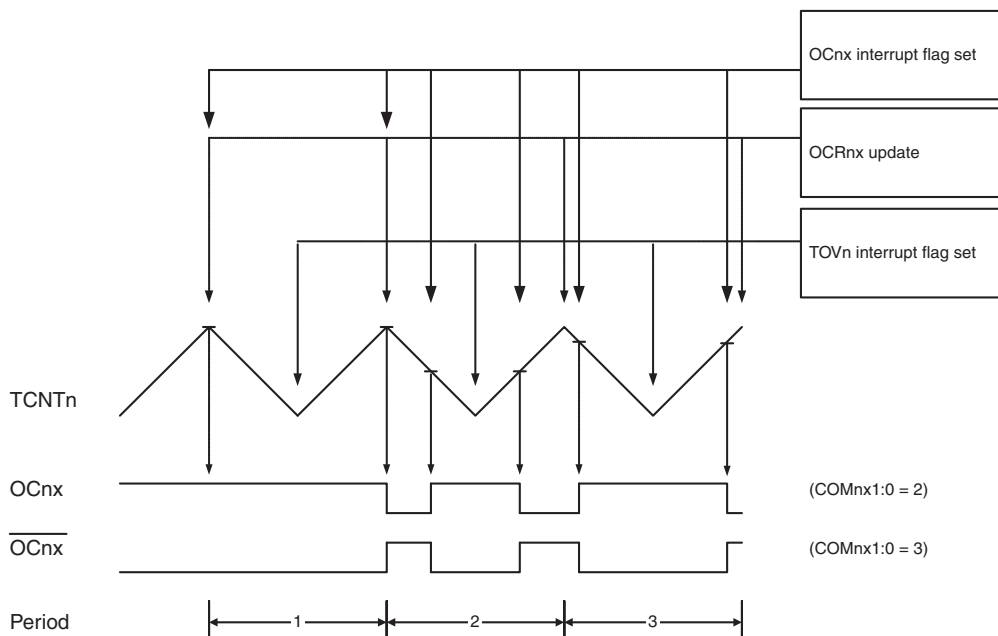 OCnx interrupt flag set
OCRnx update
TOVn interrupt flag set
TCNTn
OCnx
(COMnx1:0 = 2)
OCnx
(COMnx1:0 = 3)
Period
1
2
3